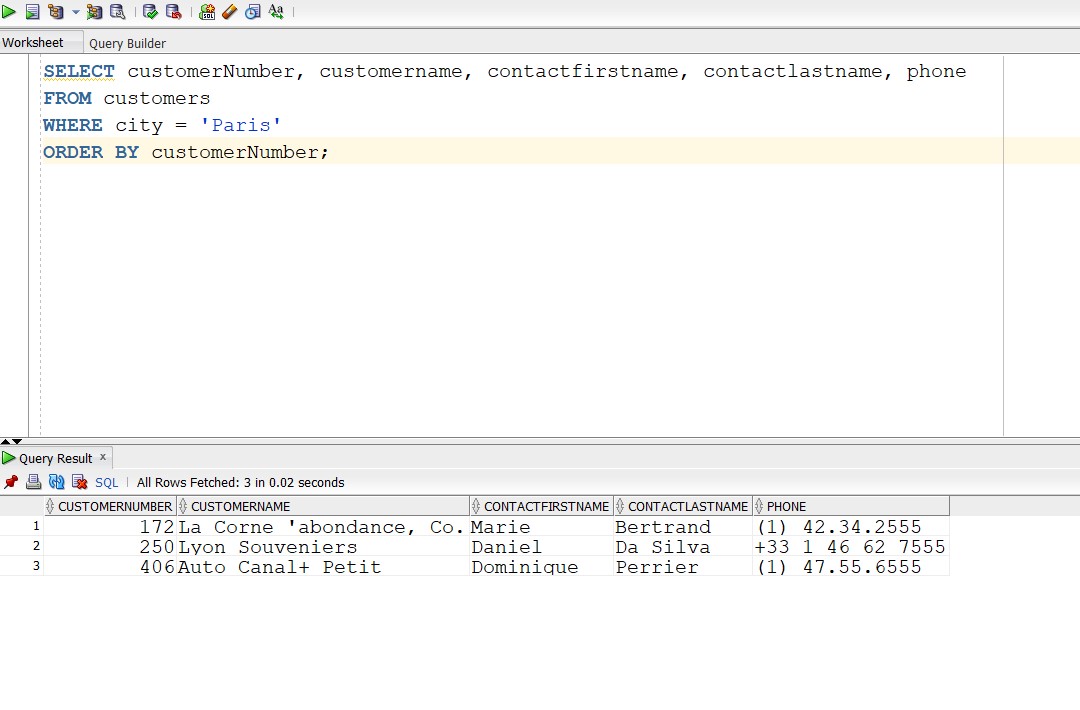 Worksheet Query Builder
SELECT customerNumber, customername, contactfirstname, contactlastname, phone
FROM customers
WHERE city = 'Paris'
ORDER BY customerNumber;
Query Result x
SQL All Rows Fetched: 3 in 0.02 seconds
CUSTOMERNUMBER CUSTOMERNAME CONTACTFIRSTNAME CONTACTLASTNAME PHONE
1 172 La Corne 'abondance, Co. Marie Bertrand (1) 42.34.2555
2 250 Lyon Souveniers Daniel Da Silva +33 1 46 62 7555
3 406 Auto Canal+ Petit Dominique Perrier (1) 47.55.6555